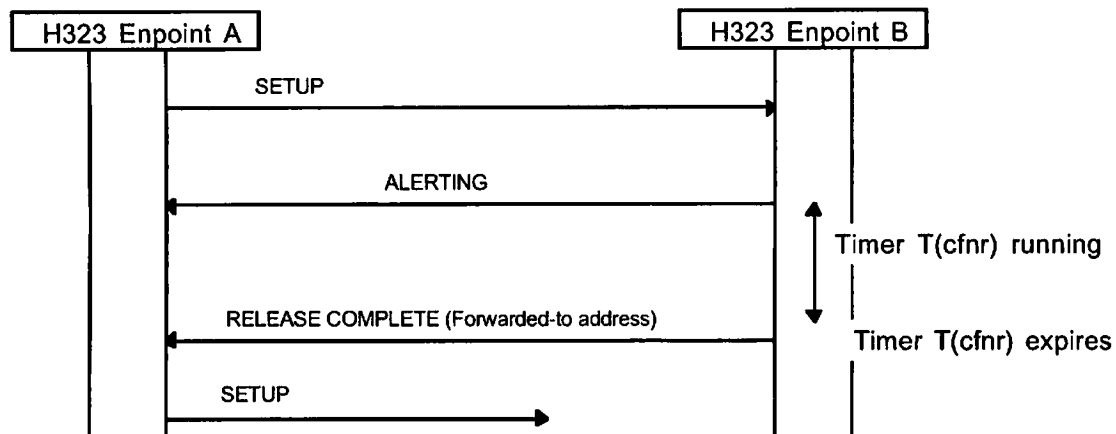 H323 Enpoint A
H323 Enpoint B
SETUP
ALERTING
Timer T(cfnr) running
RELEASE COMPLETE (Forwarded-to address)
Timer T(cfnr) expires
SETUP